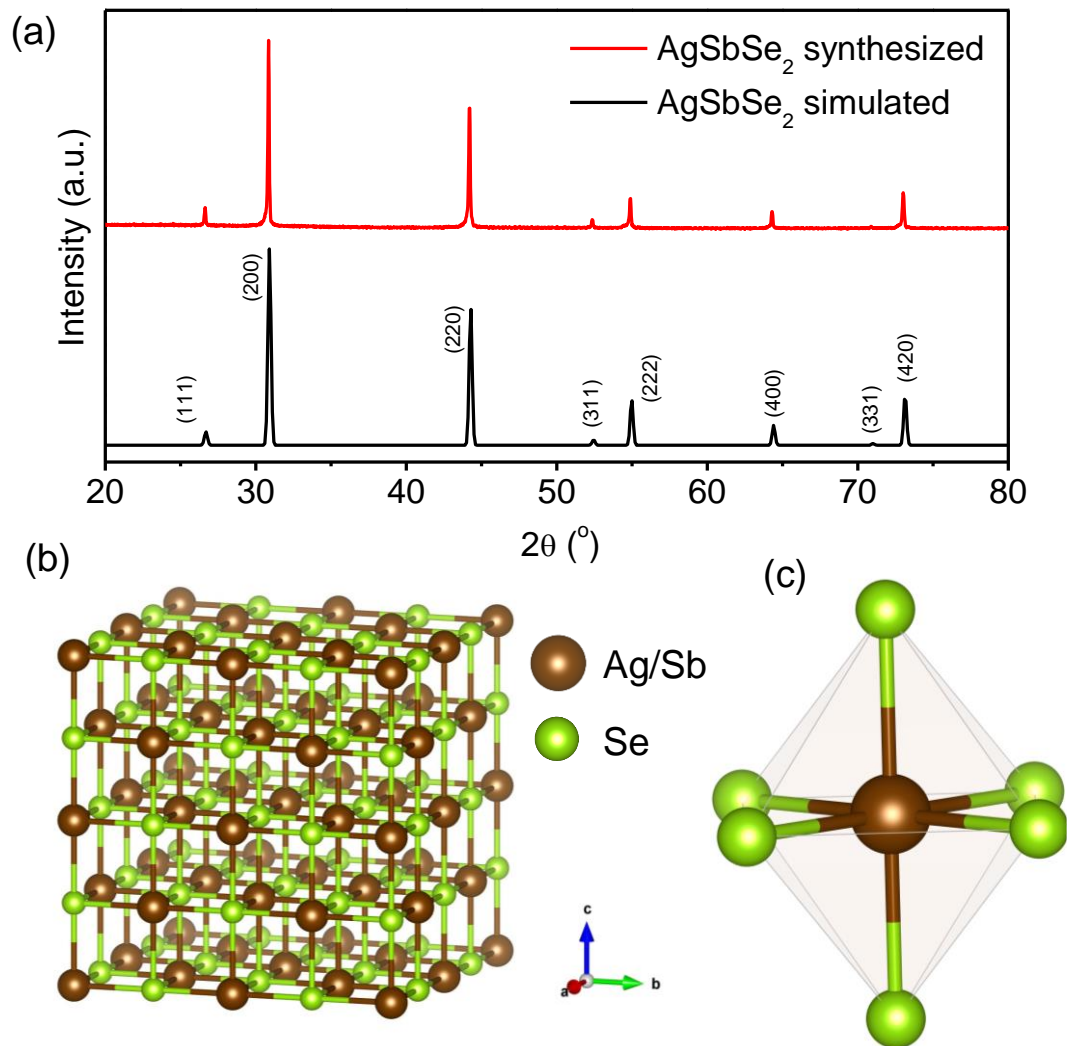 (a)
AgSbSe₂ synthesized
AgSbSe₂ simulated
Intensity (a.u.)
(111)
(200)
(220)
(311)
(222)
(400)
(331)
(420)
20 30 40 50 60 70 80
2θ (°)
(b)
(c)
Ag/Sb
Se
c
a
b